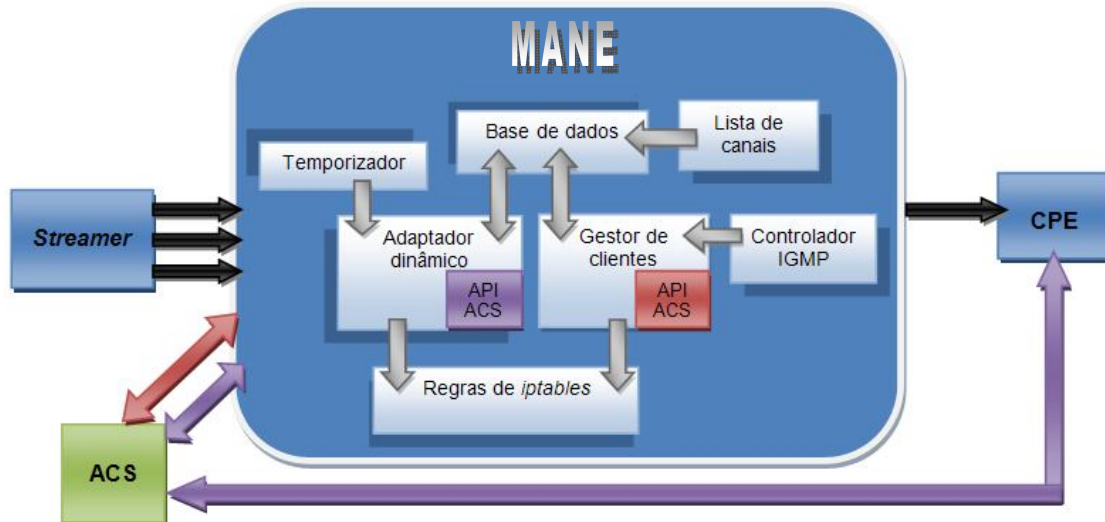 MANE
Base de dados
Lista de
canais
Temporizador
Streamer
Adaptador
dinâmico
API
ACS
Gestor de
clientes
API
ACS
Controlador
IGMP
CPE
Regras de iptables
ACS